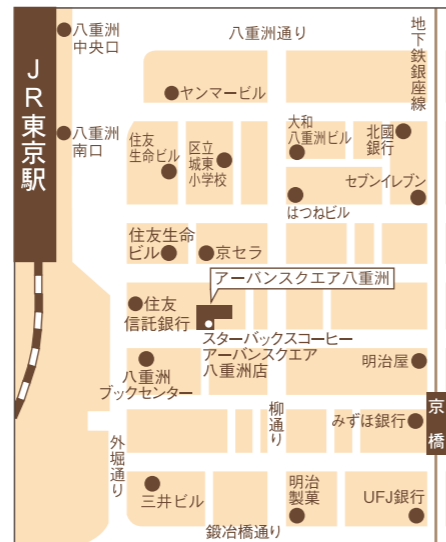 JR東京駅
八重洲
中央口
八重洲通り
地下鉄銀座線
ヤンマービル
八重洲
南口
住友
生命ビル
区立
城東
小学校
大和
八重洲ビル
北國
銀行
セブンイレブン
はつねビル
住友生命
ビル
京セラ
アーバンスクエア八重洲
住友
信託銀行
スターバックスコーヒー
アーバンスクエア
八重洲店
八重洲
ブックセンター
明治屋
京橋
柳通り
みずほ銀行
外堀通り
三井ビル
明治
製菓
UFJ銀行
鍛冶橋通り